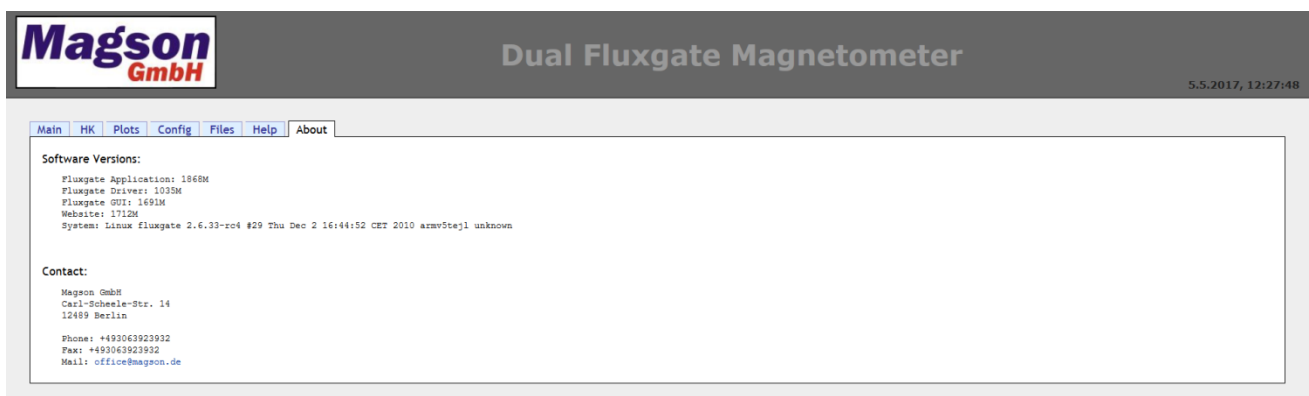 Magson
GmbH
Dual Fluxgate Magnetometer
5.5.2017, 12:27:48
Main HK Plots Config Files Help About
Software Versions:
Fluxgate Application: 1868M
Fluxgate Driver: 1035M
Fluxgate GUI: 1691M
Website: 1712M
System: Linux fluxgate 2.6.33-rc4 #29 Thu Dec 2 16:44:52 CET 2010 armv5tejl unknown
Contact:
Magson GmbH
Carl-Scheele-Str. 14
12489 Berlin
Phone: +493063923932
Fax: +493063923932
Mail: office@magson.de